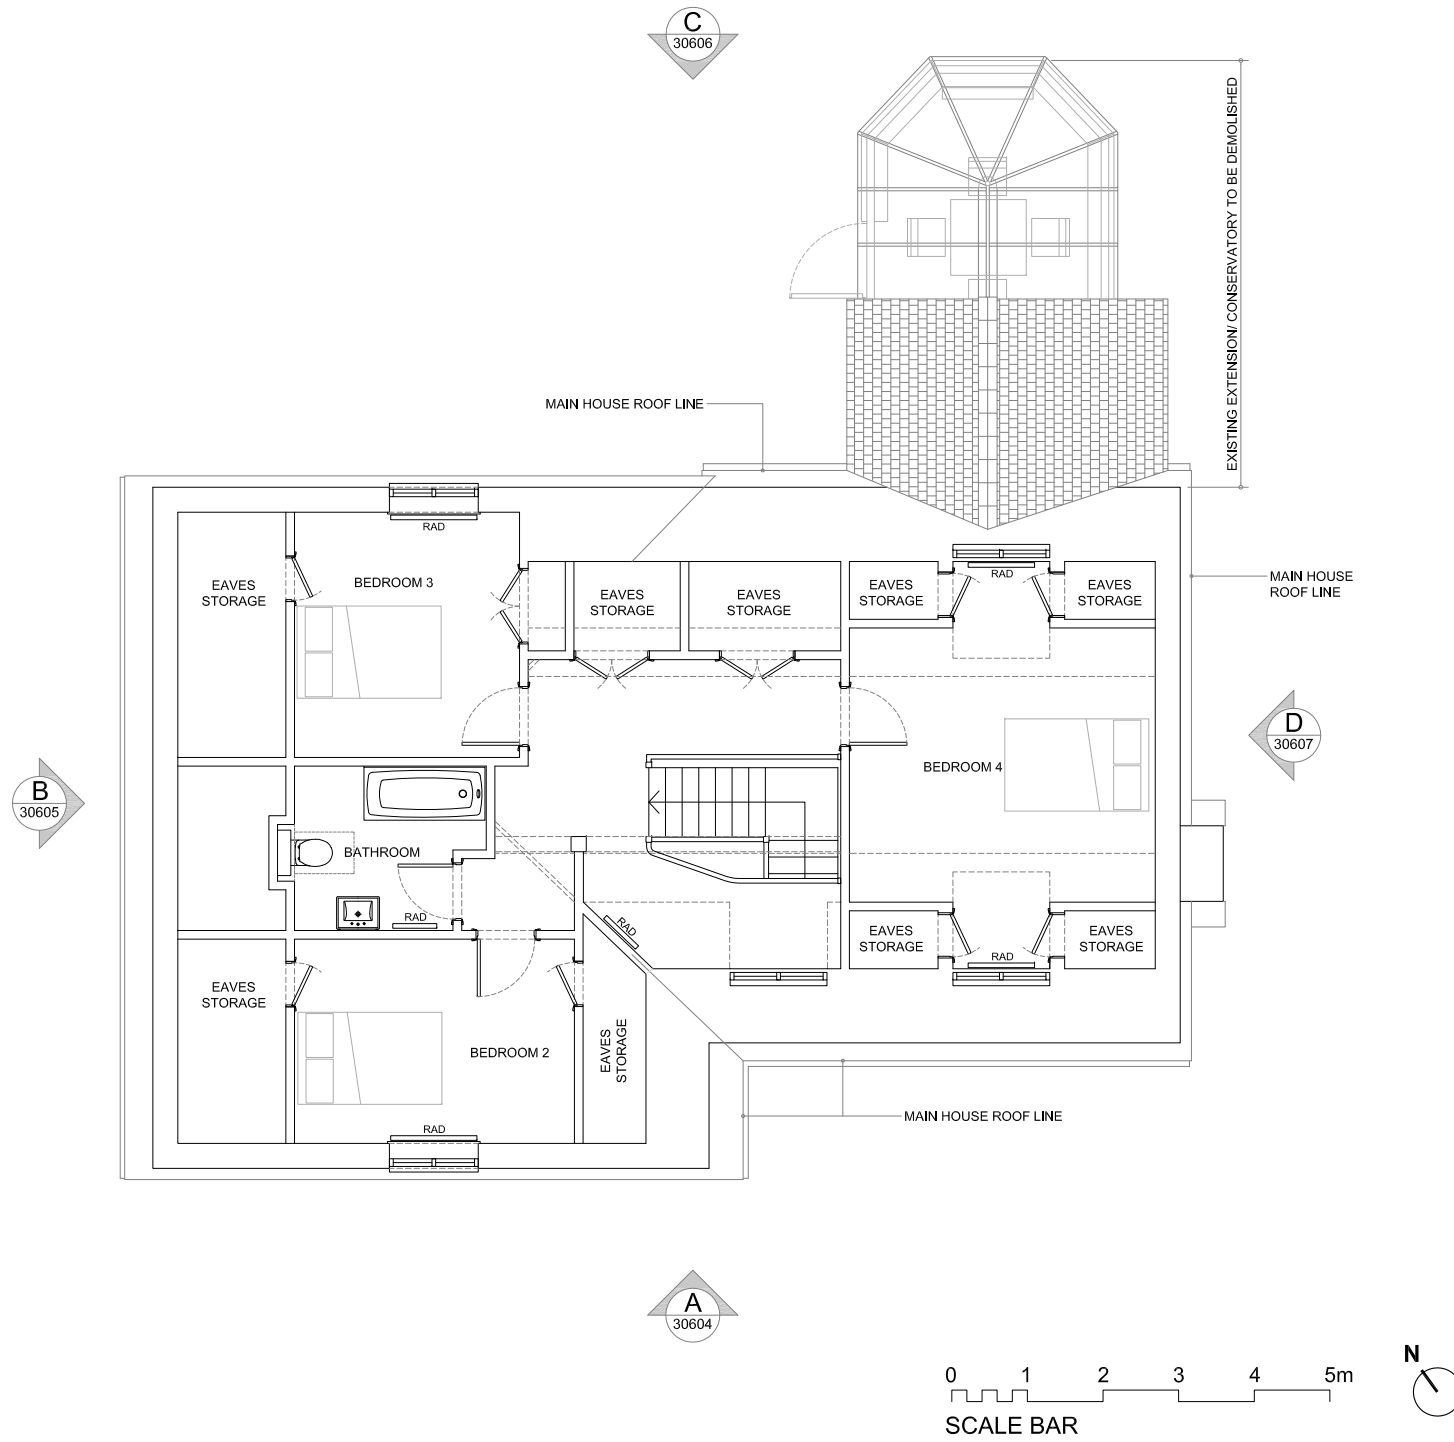 C
30606
EXISTING EXTENSION/ CONSERVATORY TO BE DEMOLISHED
MAIN HOUSE ROOF LINE
RAD
BEDROOM 3
EAVES
STORAGE
EAVES
STORAGE
EAVES
STORAGE
EAVES
STORAGE
RAD
EAVES
STORAGE
MAIN HOUSE
ROOF LINE
D
30607
BEDROOM 4
B
30605
BATHROOM
RAD
RAD
EAVES
STORAGE
EAVES
STORAGE
RAD
EAVES
STORAGE
BEDROOM 2
EAVES
STORAGE
RAD
MAIN HOUSE ROOF LINE
A
30604
N
0 1 2 3 4 5m
SCALE BAR